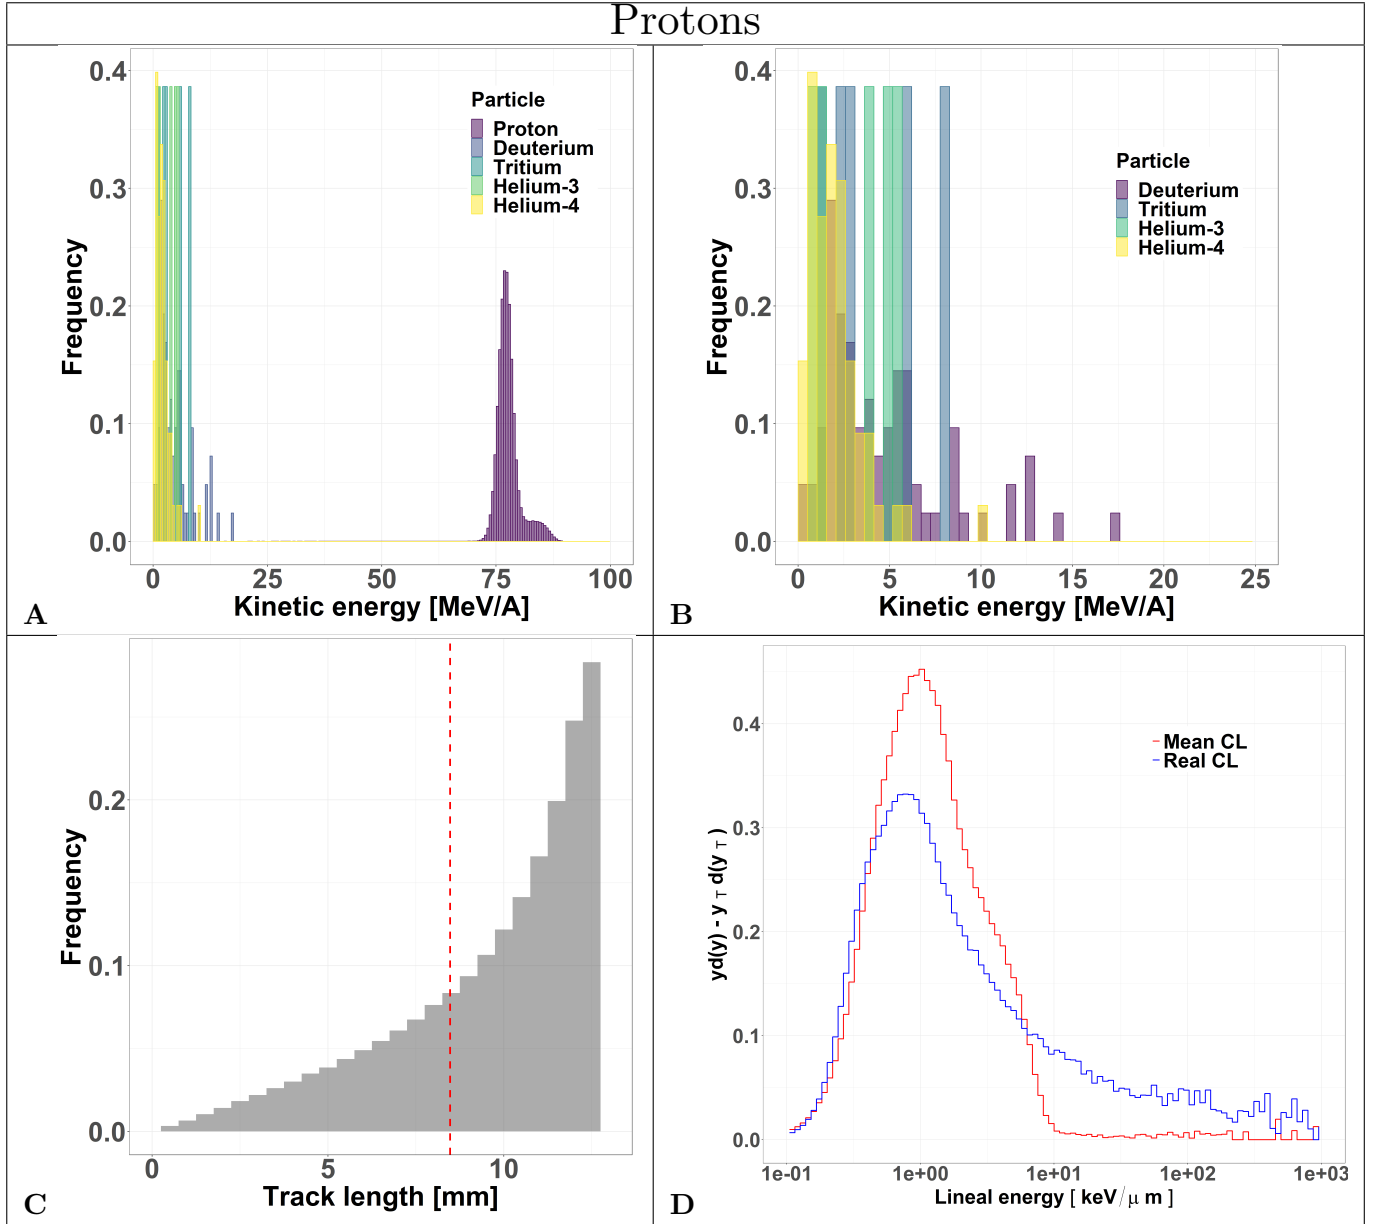 Protons
0.4
0.3
0.2
0.1
0.0
Frequency
Particle
Proton
Deuterium
Tritium
Helium-3
Helium-4
0 25 50 75 100
Kinetic energy [MeV/A]
A
0.4
0.3
0.2
0.1
0.0
Frequency
Particle
Deuterium
Tritium
Helium-3
Helium-4
0 5 10 15 20 25
Kinetic energy [MeV/A]
B
0.2
0.1
0.0
Frequency
0 5 10
Track length [mm]
C
0.4
0.3
0.2
0.1
0.0
yd(y) - y T d(y T )
Mean CL
Real CL
1e-01 1e+00 1e+01 1e+02 1e+03
Lineal energy [ keV/μ m ]
D